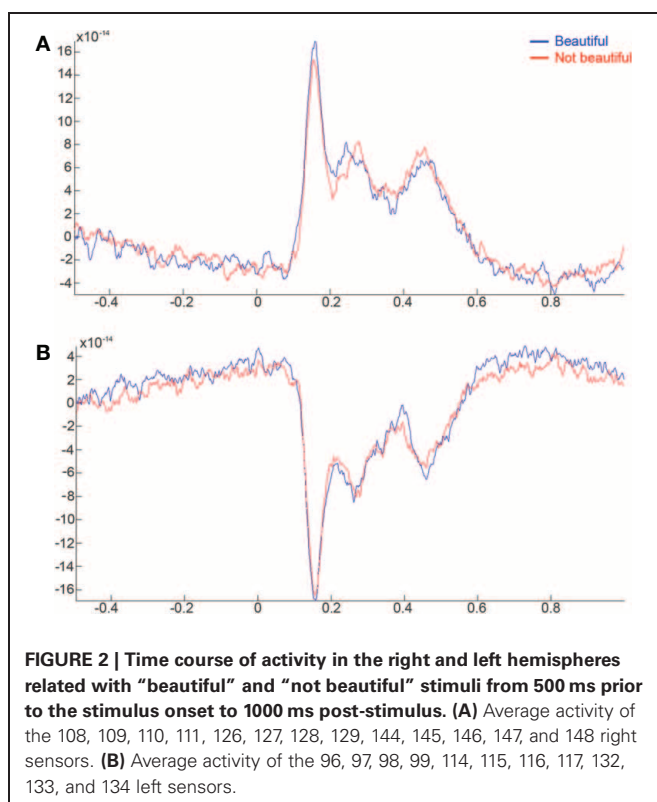 A
x10⁻¹⁴
Beautiful
Not beautiful
16
14
12
10
8
6
4
2
0
-2
-4
-0.4 -0.2 0 0.2 0.4 0.6 0.8
B
x10⁻¹⁴
4
2
0
-2
-4
-6
-8
-10
-12
-14
-16
-0.4 -0.2 0 0.2 0.4 0.6 0.8
FIGURE 2 | Time course of activity in the right and left hemispheres
related with “beautiful” and “not beautiful” stimuli from 500 ms prior
to the stimulus onset to 1000 ms post-stimulus. (A) Average activity of
the 108, 109, 110, 111, 126, 127, 128, 129, 144, 145, 146, 147, and 148 right
sensors. (B) Average activity of the 96, 97, 98, 99, 114, 115, 116, 117, 132,
133, and 134 left sensors.